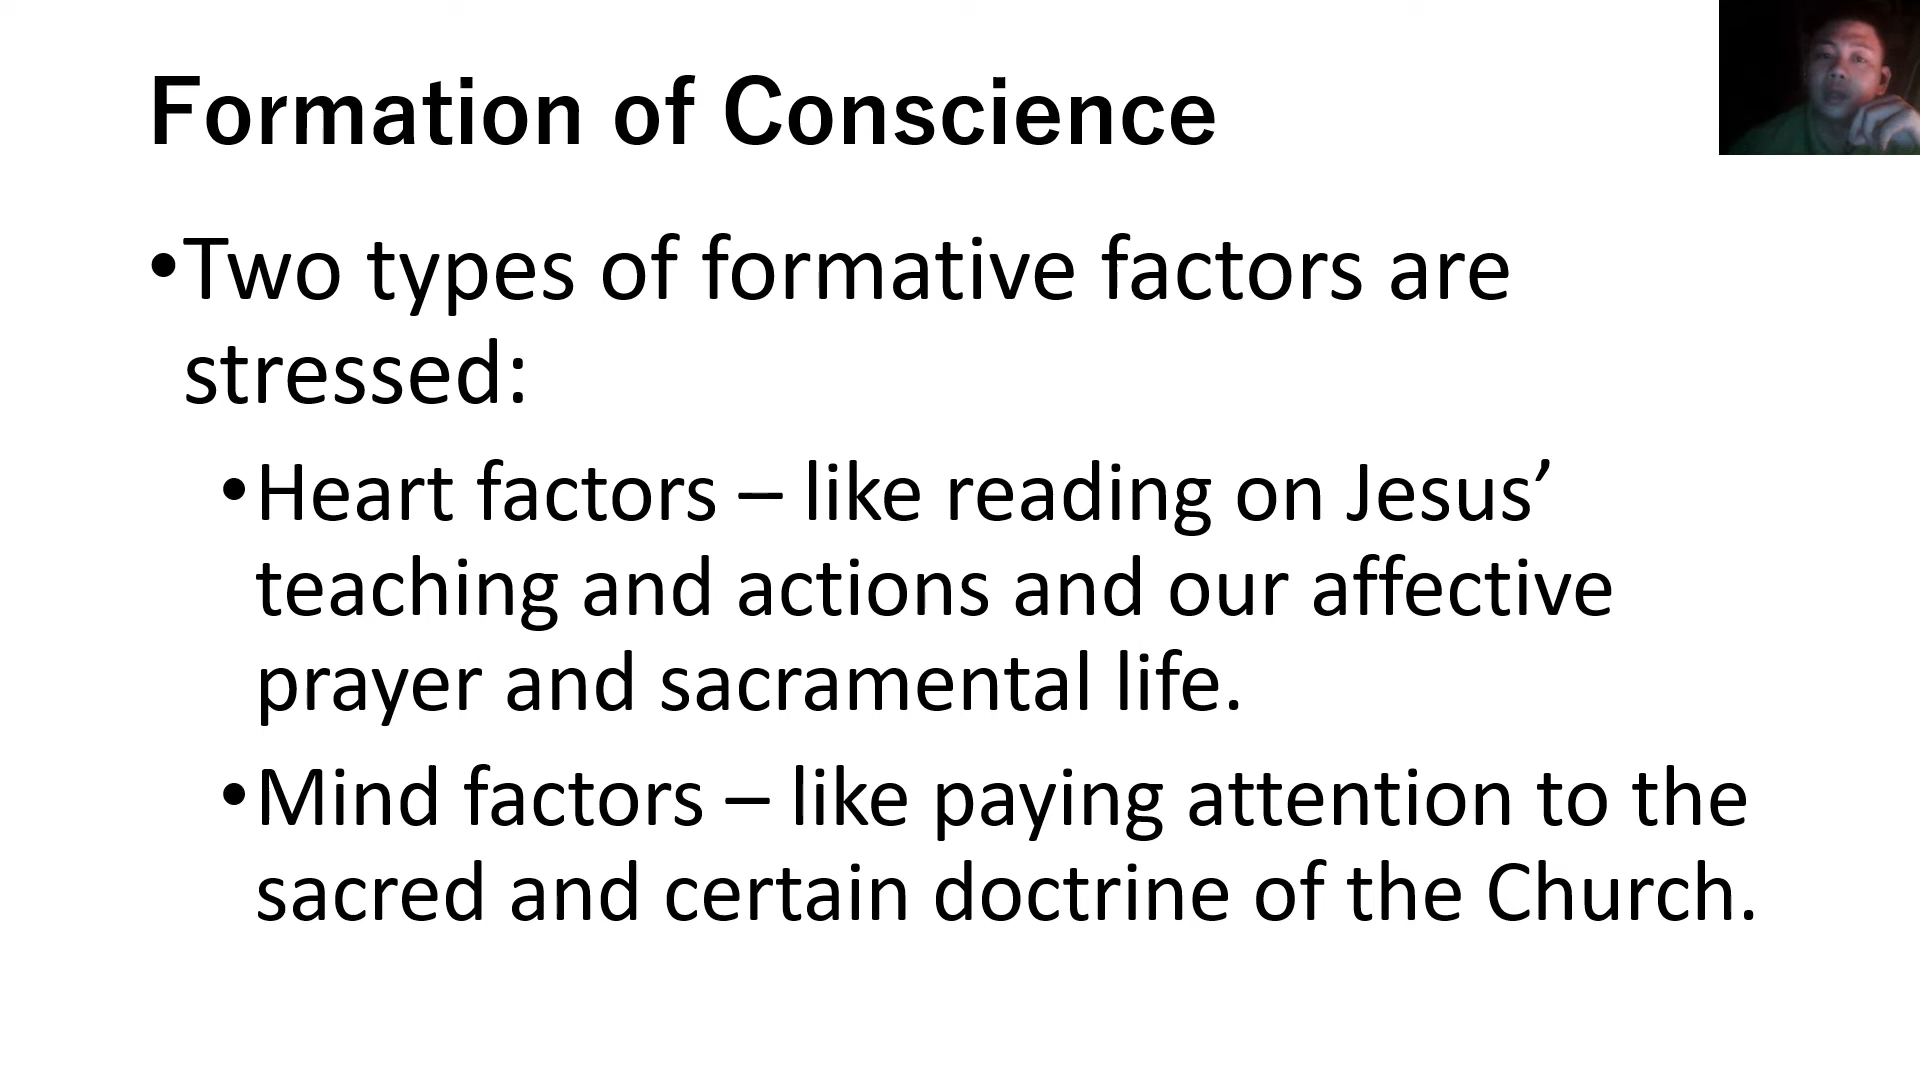 Formation of Conscience
•Two types of formative factors are
stressed:
•Heart factors – like reading on Jesus’
teaching and actions and our affective
prayer and sacramental life.
•Mind factors – like paying attention to the
sacred and certain doctrine of the Church.